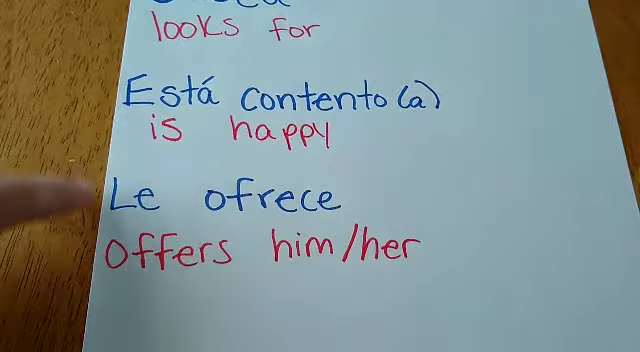 looks for
Está contento(a)
is happy
Le ofrece
Offers him/her